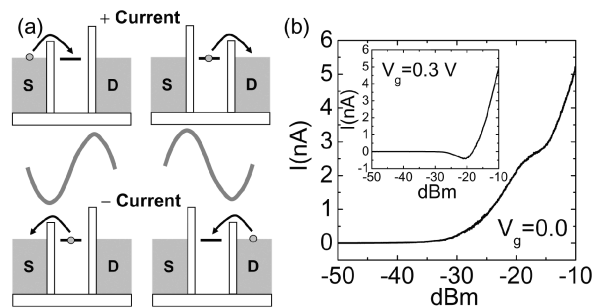 (a)
+ Current
S
D
S
D
− Current
S
D
S
D
(b)
I(nA)
6
5
4
3
2
1
0
-50
-40
-30
-20
-10
dBm
V_g=0.0
I(nA)
5
4
3
2
1
0
-1
-50
-40
-30
-20
-10
dBm
V_g=0.3 V